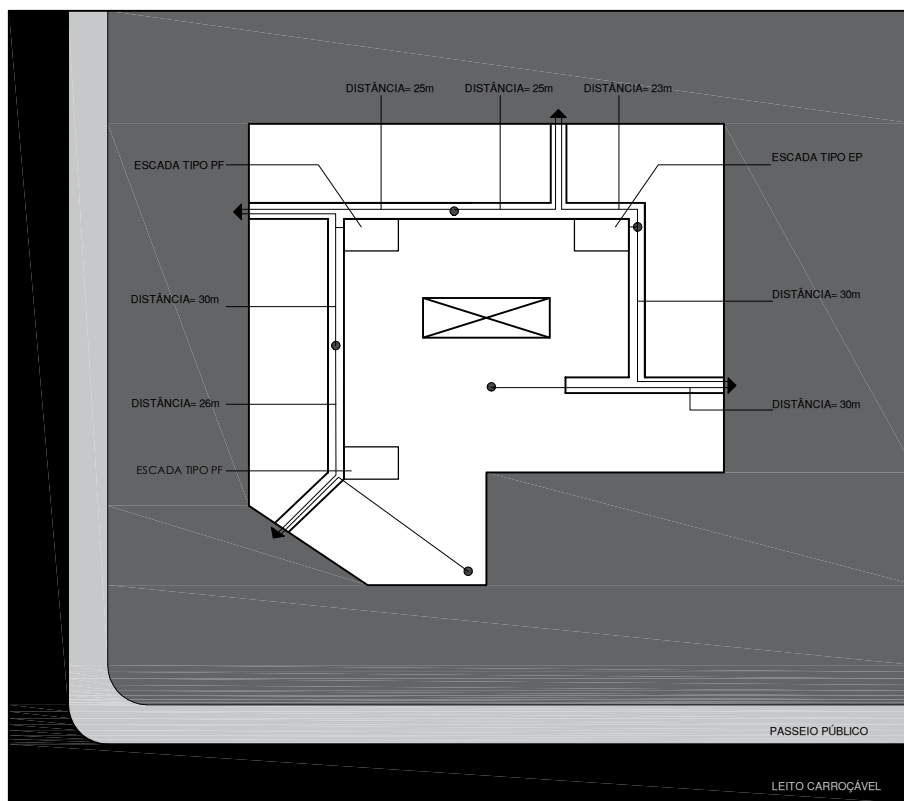 DISTÂNCIA= 25m
DISTÂNCIA= 25m
DISTÂNCIA= 23m
ESCADA TIPO PF
ESCADA TIPO EP
DISTÂNCIA= 30m
DISTÂNCIA= 30m
DISTÂNCIA= 26m
DISTÂNCIA= 30m
ESCADA TIPO PF
PASSEIO PÚBLICO
LEITO CARROÇÁVEL